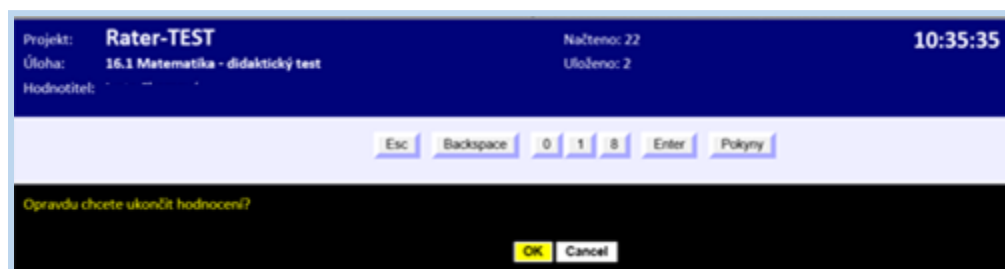 Projekt: Rater-TEST Načteno: 22 10:35:35
Úloha: 16.1 Matematika - didaktický test Uloženo: 2
Hodnotitel:
Esc Backspace 0 1 8 Enter Pokyny
Opravdu chcete ukončit hodnocení?
OK Cancel